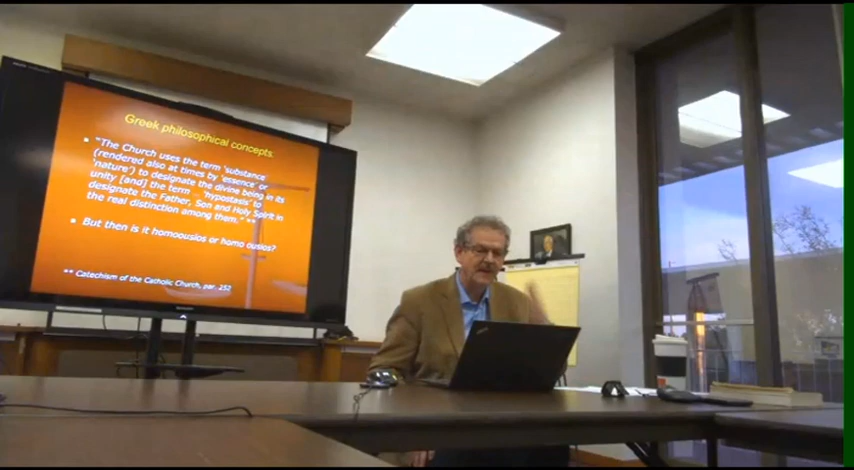 Greek philosophical concepts:
"The Church uses the term 'substance'
(rendered also at times by 'essence' or
'nature') to designate the divine being in its
unity [and] the term 'hypostasis' to
designate the Father, Son and Holy Spirit in
the real distinction among them." **
But then is it homoousios or homo ousios?
** Catechism of the Catholic Church, par. 252